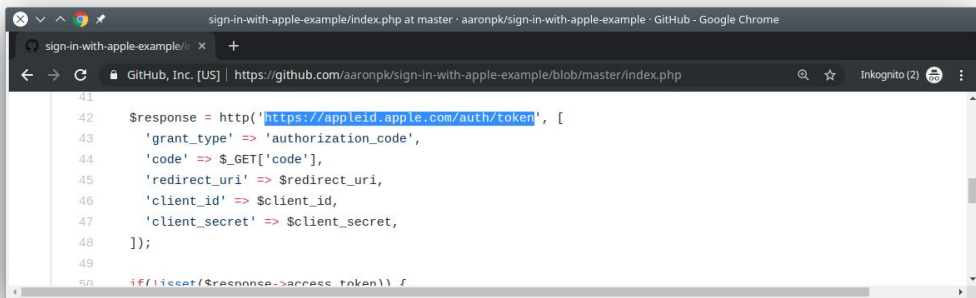 sign-in-with-apple-example/index.php at master · aaronpk/sign-in-with-apple-example · GitHub - Google Chrome
sign-in-with-apple-example/in
GitHub, Inc. [US] | https://github.com/aaronpk/sign-in-with-apple-example/blob/master/index.php Inkognito (2)
41
42 $response = http('https://appleid.apple.com/auth/token', [
43 'grant_type' => 'authorization_code',
44 'code' => $_GET['code'],
45 'redirect_uri' => $redirect_uri,
46 'client_id' => $client_id,
47 'client_secret' => $client_secret,
48 ]);
49
50 if(!isset($response->access_token)) {